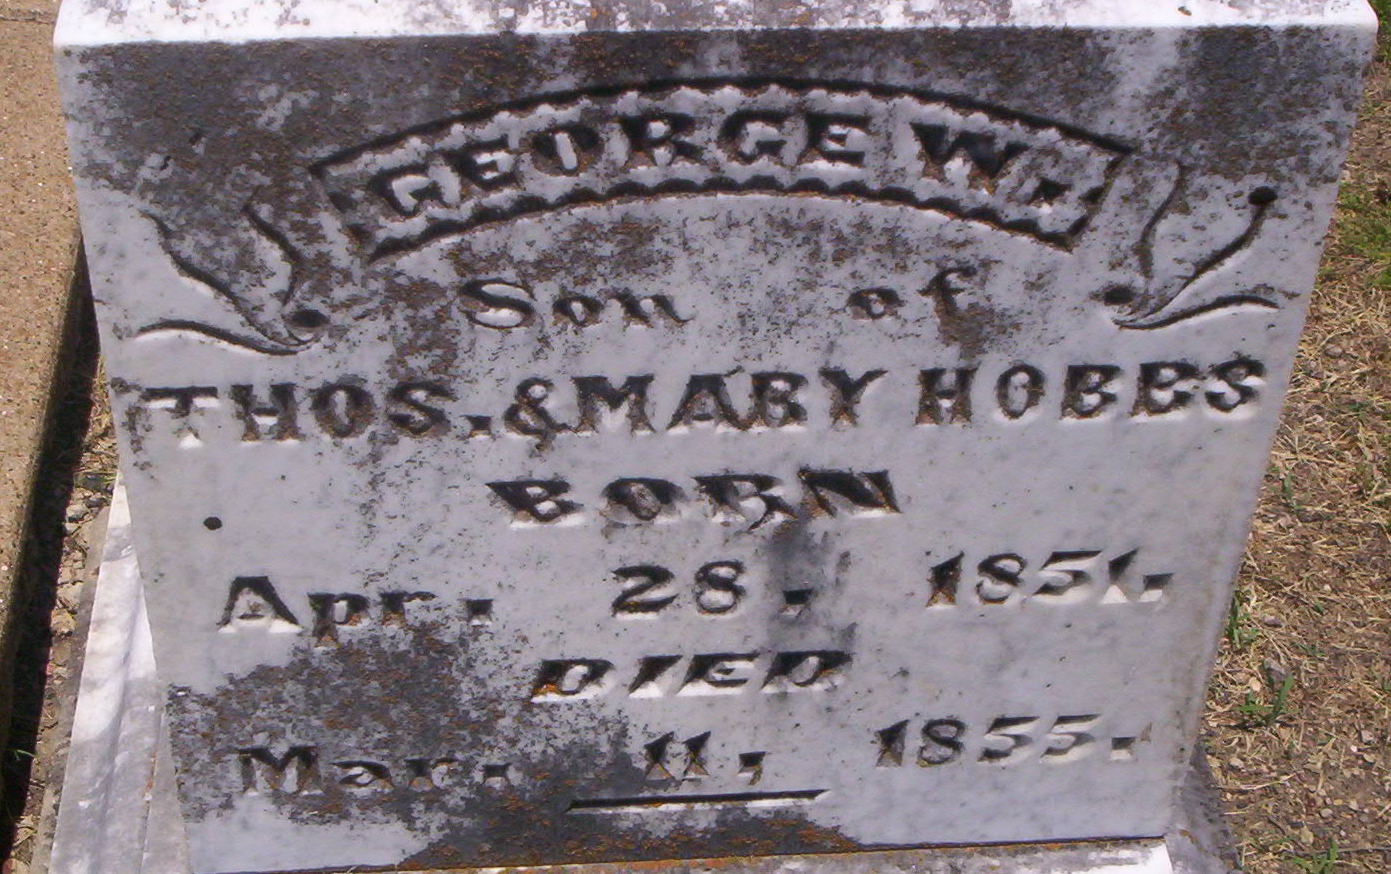 GEORGE W.
Son of
THOS. & MARY HOBBS
BORN
Apr. 28, 1851,
DIED
Mar. 11, 1855.